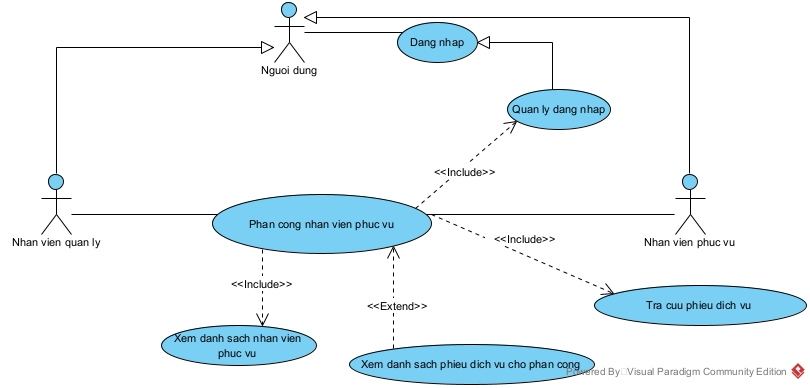 Nguoi dung
Dang nhap
Quan ly dang nhap
<<Include>>
Nhan vien quan ly
Phan cong nhan vien phuc vu
Nhan vien phuc vu
<<Include>>
<<Include>>
<<Extend>>
Tra cuu phieu dich vu
Xem danh sach nhan vien
phuc vu
Xem danh sach phieu dich vu cho phan cong
Powered By Visual Paradigm Community Edition